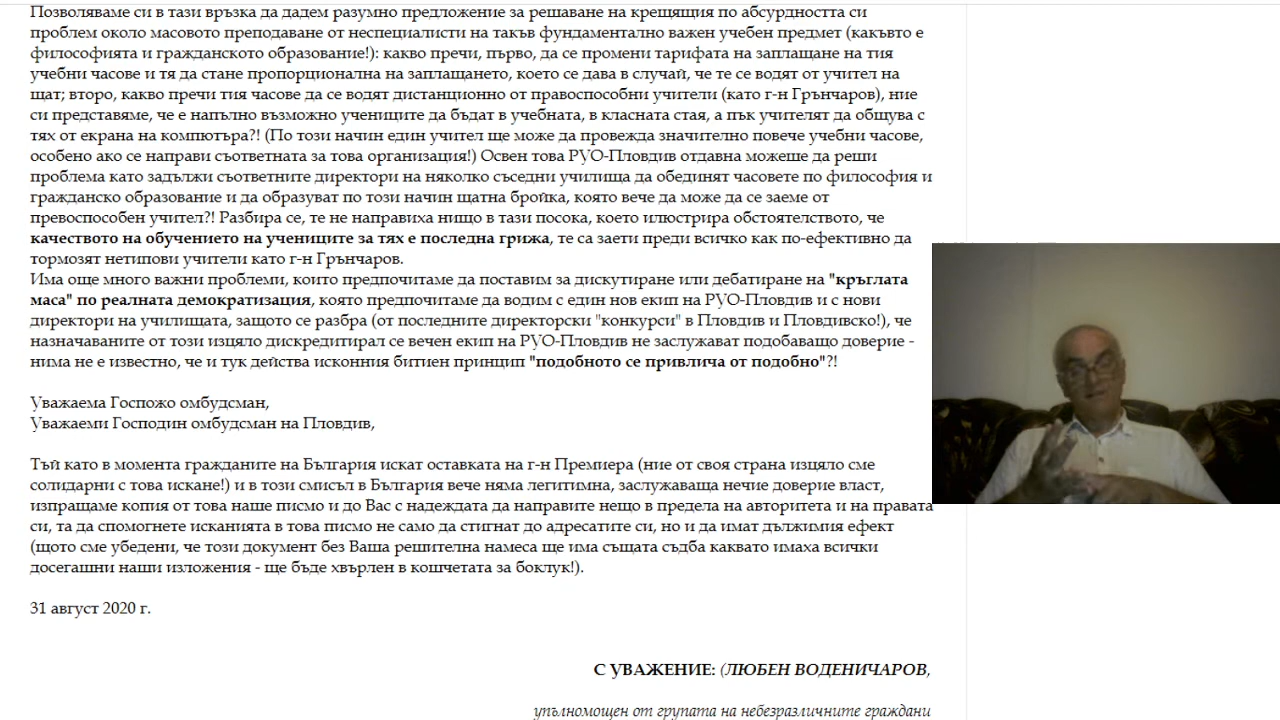 Позволяваме си в тази връзка да дадем разумно предложение за решаване на крещящия по абсурдността си
проблем около масовото преподаване от неспециалисти на такъв фундаментално важен учебен предмет (какъвто е
философията и гражданското образование!): какво пречи, първо, да се промени тарифата на заплащане на тия
учебни часове и тя да стане пропорционална на заплащането, което се дава в случай, че те се водят от учител на
щат; второ, какво пречи тия часове да се водят дистанционно от правоспособни учители (като г-н Грънчаров), ние
си представяме, че е напълно възможно учениците да бъдат в учебната, в класната стая, а пък учителят да общува с
тях от екрана на компютъра?! (По този начин един учител ще може да провежда значително повече учебни часове,
особено ако се направи съответната за това организация!) Освен това РУО-Пловдив отдавна можеше да реши
проблема като задължи съответните директори на няколко съседни училища да обединят часовете по философия и
гражданско образование и да образуват по този начин щатна бройка, която вече да може да се заеме от
превоспособен учител?! Разбира се, те не направиха нищо в тази посока, което илюстрира обстоятелството, че
качеството на обучението на учениците за тях е последна грижа, те са заети преди всичко как по-ефективно да
тормозят нетипови учители като г-н Грънчаров.
Има още много важни проблеми, които предпочитаме да поставим за дискутиране или дебатиране на "кръглата
маса" по реалната демократизация, която предпочитаме да водим с един нов екип на РУО-Пловдив и с нови
директори на училищата, защото се разбра (от последните директорски "конкурси" в Пловдив и Пловдивско!), че
назначаваните от този изцяло дискредитирал се вечен екип на РУО-Пловдив не заслужават подобаващо доверие -
нима не е известно, че и тук действа исконния битиен принцип "подобното се привлича от подобно"?!
Уважаема Госпожо омбудсман,
Уважаеми Господин омбудсман на Пловдив,
Тъй като в момента гражданите на България искат оставката на г-н Премиера (ние от своя страна изцяло сме
солидарни с това искане!) и в този смисъл в България вече няма легитимна, заслужаваща нечие доверие власт,
изпращаме копия от това наше писмо и до Вас с надеждата да направите нещо в предела на авторитета и на правата
си, та да спомогнете исканията в това писмо не само да стигнат до адресатите си, но и да имат дължимия ефект
(щото сме убедени, че този документ без Ваша решителна намеса ще има същата съдба каквато имаха всички
досегашни наши изложения - ще бъде хвърлен в кошчетата за боклук!).
31 август 2020 г.
С УВАЖЕНИЕ: (ЛЮБЕН ВОДЕНИЧАРОВ,
упълномощен от групата на небезразличните граждани